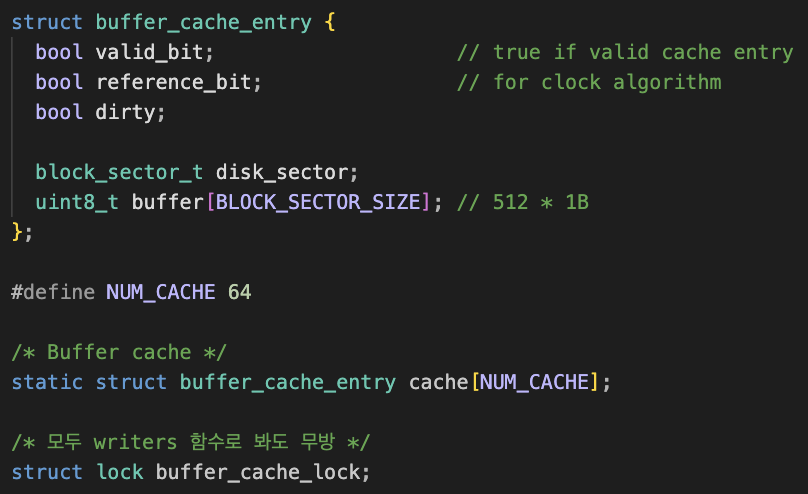 struct buffer_cache_entry {
bool valid_bit; // true if valid cache entry
bool reference_bit; // for clock algorithm
bool dirty;
block_sector_t disk_sector;
uint8_t buffer[BLOCK_SECTOR_SIZE]; // 512 * 1B
};
#define NUM_CACHE 64
/* Buffer cache */
static struct buffer_cache_entry cache[NUM_CACHE];
/* 모두 writers 함수로 봐도 무방 */
struct lock buffer_cache_lock;